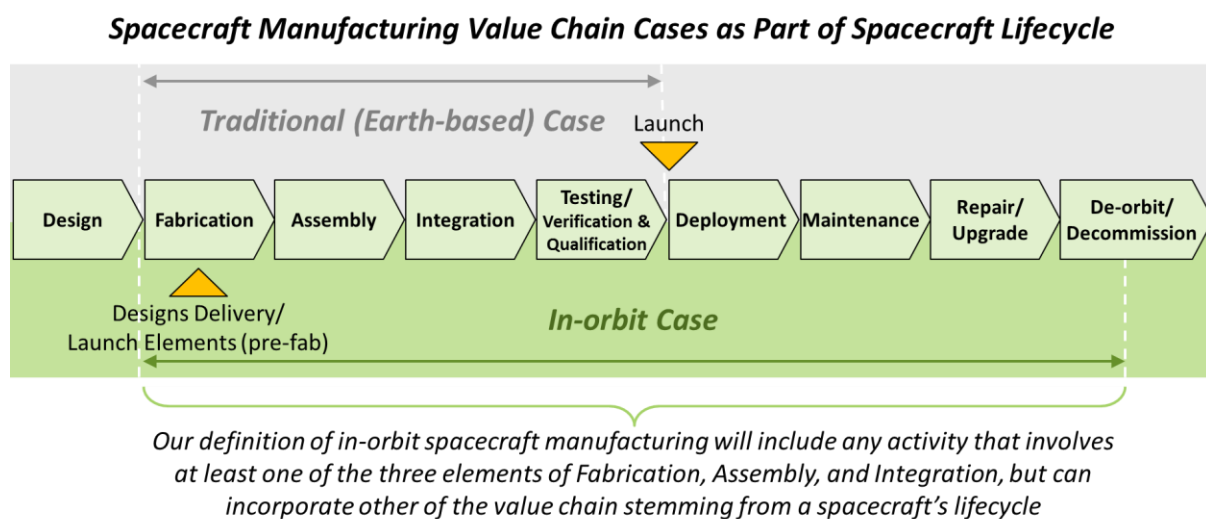 Spacecraft Manufacturing Value Chain Cases as Part of Spacecraft Lifecycle
Traditional (Earth-based) Case
Launch
Design
Fabrication
Assembly
Integration
Testing/
Verification &
Qualification
Deployment
Maintenance
Repair/
Upgrade
De-orbit/
Decommission
Designs Delivery/
Launch Elements (pre-fab)
In-orbit Case
Our definition of in-orbit spacecraft manufacturing will include any activity that involves
at least one of the three elements of Fabrication, Assembly, and Integration, but can
incorporate other of the value chain stemming from a spacecraft’s lifecycle